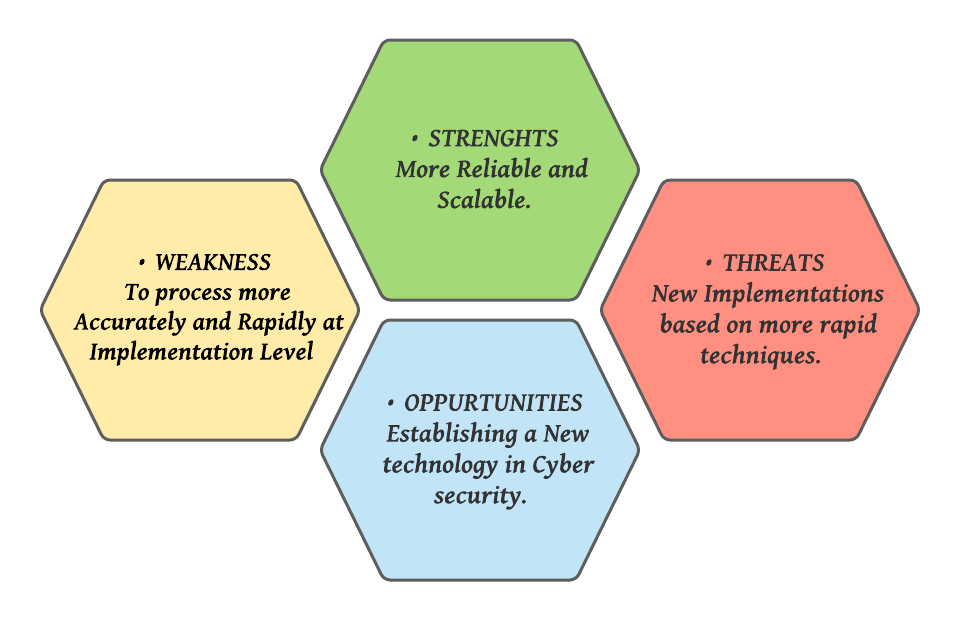 • STRENGHTS
More Reliable and
Scalable.
• WEAKNESS
To process more
Accurately and Rapidly at
Implementation Level
• THREATS
New Implementations
based on more rapid
techniques.
• OPPURTUNITIES
Establishing a New
technology in Cyber
security.